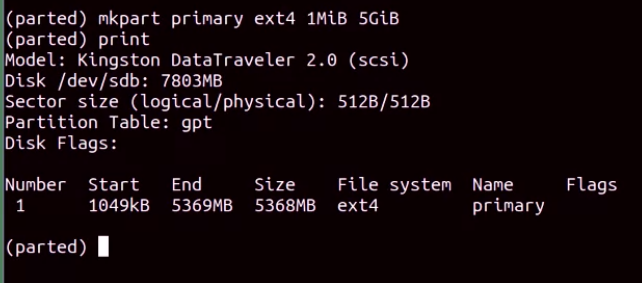 (parted) mkpart primary ext4 1MiB 5GiB
(parted) print
Model: Kingston DataTraveler 2.0 (scsi)
Disk /dev/sdb: 7803MB
Sector size (logical/physical): 512B/512B
Partition Table: gpt
Disk Flags:
Number  Start   End     Size    File system  Name     Flags
 1      1049kB  5369MB  5368MB  ext4         primary
(parted)